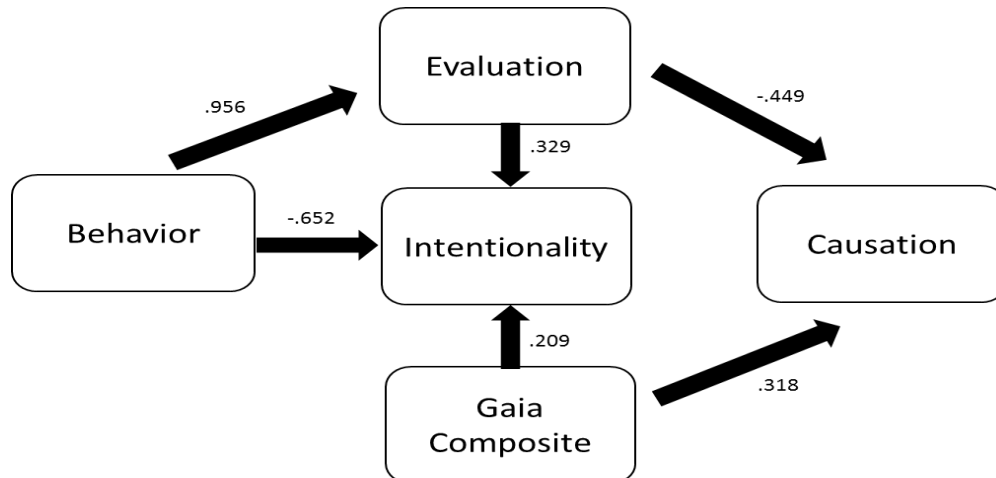 Evaluation
.956
-.449
.329
Behavior
-.652
Intentionality
Causation
.209
.318
Gaia
Composite